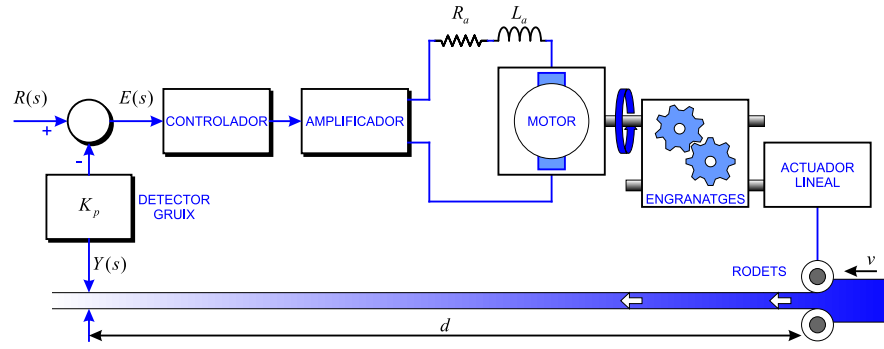 R_a
L_a
R(s)
E(s)
+
-
CONTROLADOR
AMPLIFICADOR
MOTOR
ENGRANATGES
ACTUADOR
LINEAL
K_p
DETECTOR
GRUIX
Y(s)
RODETS
v
d